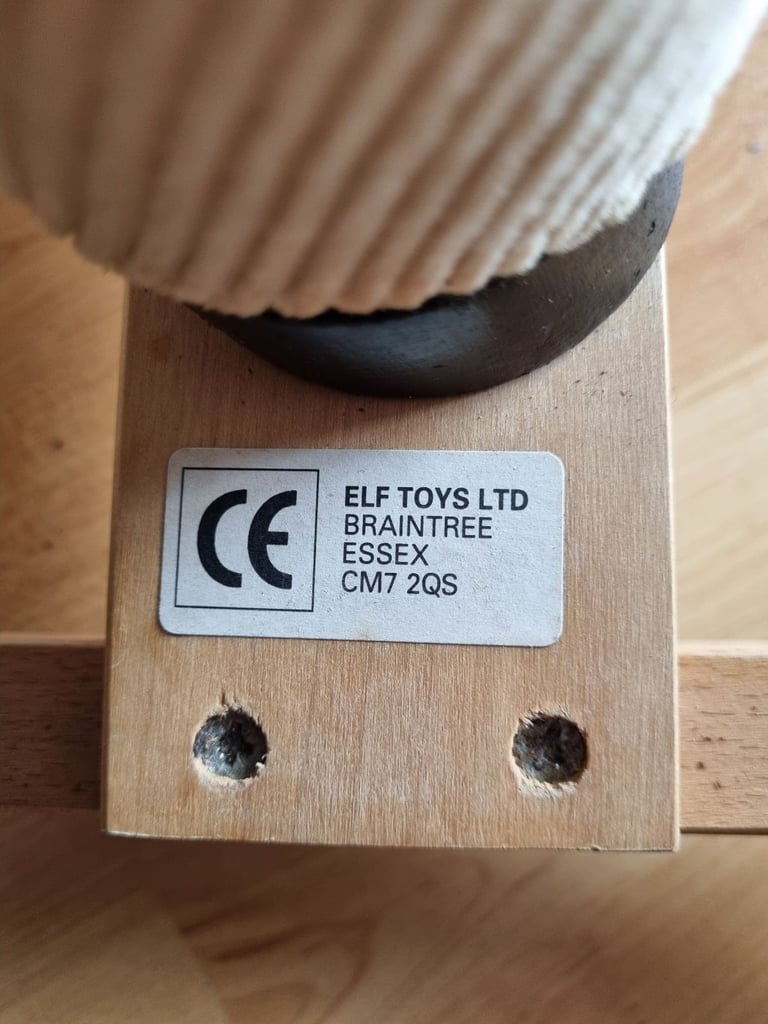 CE
ELF TOYS LTD
BRAINTREE
ESSEX
CM7 2QS